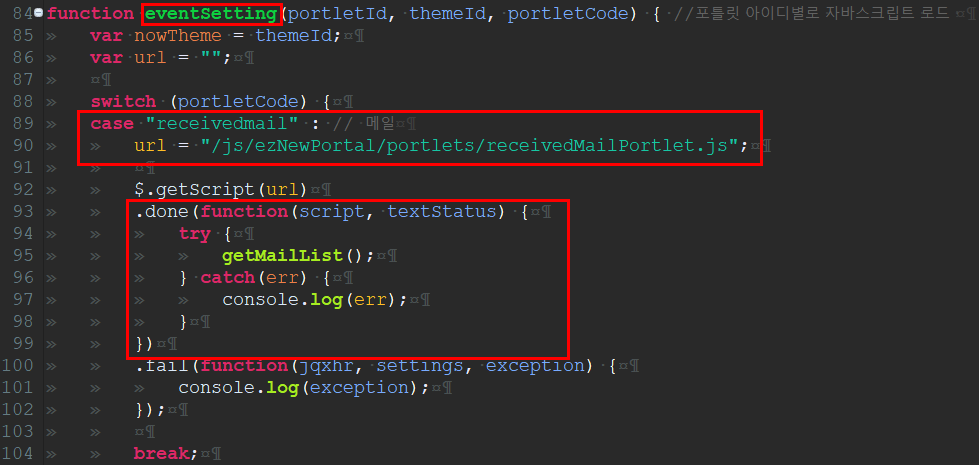 84 function eventSetting(portletId, themeId, portletCode) { //포틀릿 아이디별로 자바스크립트 로드 ¤¶
85 » var nowTheme = themeId;¤¶
86 » var url = "";¤¶
87 » ¤¶
88 » switch (portletCode) {¤¶
89 » case "receivedmail" : // 메일¤¶
90 » » url = "/js/ezNewPortal/portlets/receivedMailPortlet.js";¤¶
91 » » ¤¶
92 » » $.getScript(url)¤¶
93 » » .done(function(script, textStatus) {¤¶
94 » » » try {¤¶
95 » » » » getMailList();¤¶
96 » » » } catch(err) {¤¶
97 » » » » console.log(err);¤¶
98 » » » }¤¶
99 » » })¤¶
100 » » .fail(function(jqxhr, settings, exception) {¤¶
101 » » » console.log(exception);¤¶
102 » » });¤¶
103 » » ¤¶
104 » » break;¤¶